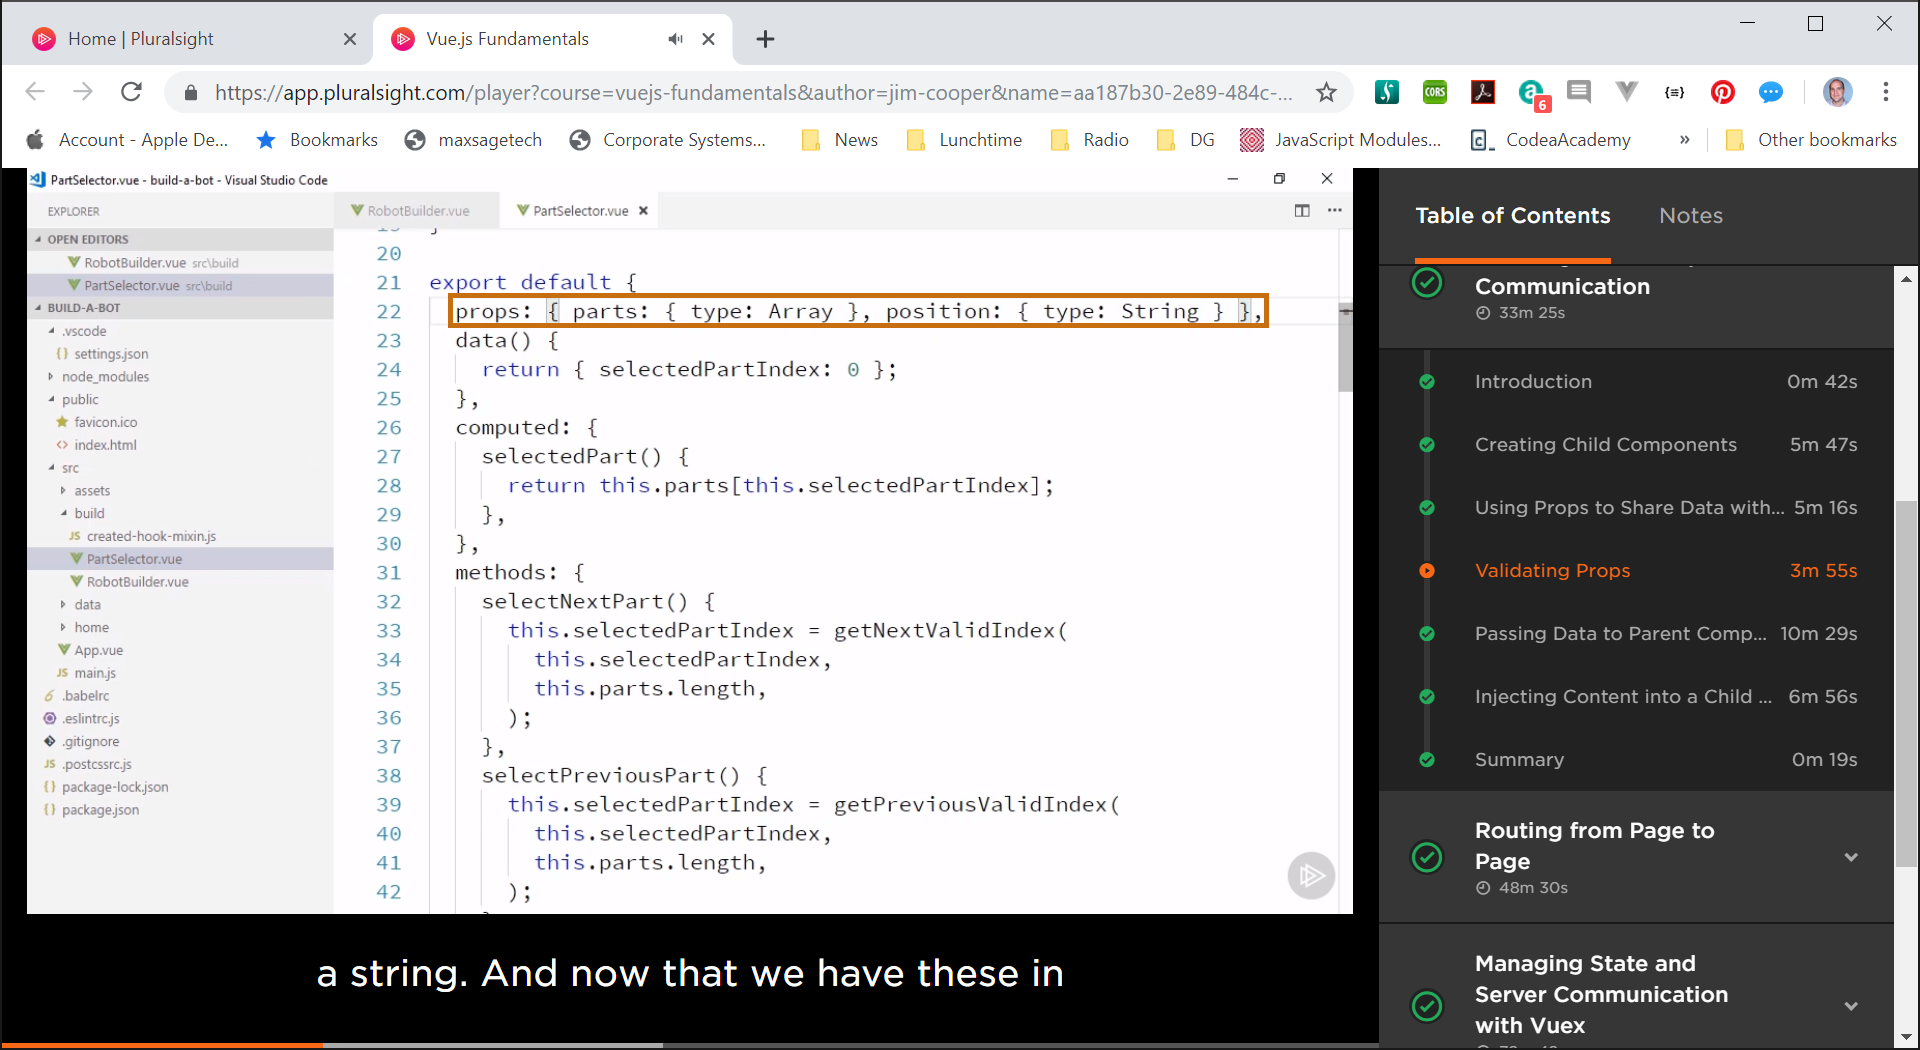 Home | Pluralsight
Vue.js Fundamentals
https://app.pluralsight.com/player?course=vuejs-fundamentals&author=jim-cooper&name=aa187b30-2e89-484c-...
CORS
6
Account - Apple De...
Bookmarks
maxsagetech
Corporate Systems...
News
Lunchtime
Radio
DG
JavaScript Modules...
CodeaAcademy
»
Other bookmarks
PartSelector.vue - build-a-bot - Visual Studio Code
EXPLORER
OPEN EDITORS
RobotBuilder.vue src\build
PartSelector.vue src\build
BUILD-A-BOT
.vscode
{} settings.json
node_modules
public
favicon.ico
<> index.html
src
assets
build
JS created-hook-mixin.js
PartSelector.vue
RobotBuilder.vue
data
home
App.vue
JS main.js
.babelrc
.eslintrc.js
.gitignore
JS .postcssrc.js
{} package-lock.json
{} package.json
RobotBuilder.vue
PartSelector.vue
20
21 export default {
22 props: { parts: { type: Array }, position: { type: String } },
23 data() {
24 return { selectedPartIndex: 0 };
25 },
26 computed: {
27 selectedPart() {
28 return this.parts[this.selectedPartIndex];
29 },
30 },
31 methods: {
32 selectNextPart() {
33 this.selectedPartIndex = getNextValidIndex(
34 this.selectedPartIndex,
35 this.parts.length,
36 );
37 },
38 selectPreviousPart() {
39 this.selectedPartIndex = getPreviousValidIndex(
40 this.selectedPartIndex,
41 this.parts.length,
42 );
a string. And now that we have these in
Table of Contents
Notes
Communication
33m 25s
Introduction 0m 42s
Creating Child Components 5m 47s
Using Props to Share Data with... 5m 16s
Validating Props 3m 55s
Passing Data to Parent Comp... 10m 29s
Injecting Content into a Child ... 6m 56s
Summary 0m 19s
Routing from Page to
Page
48m 30s
Managing State and
Server Communication
with Vuex